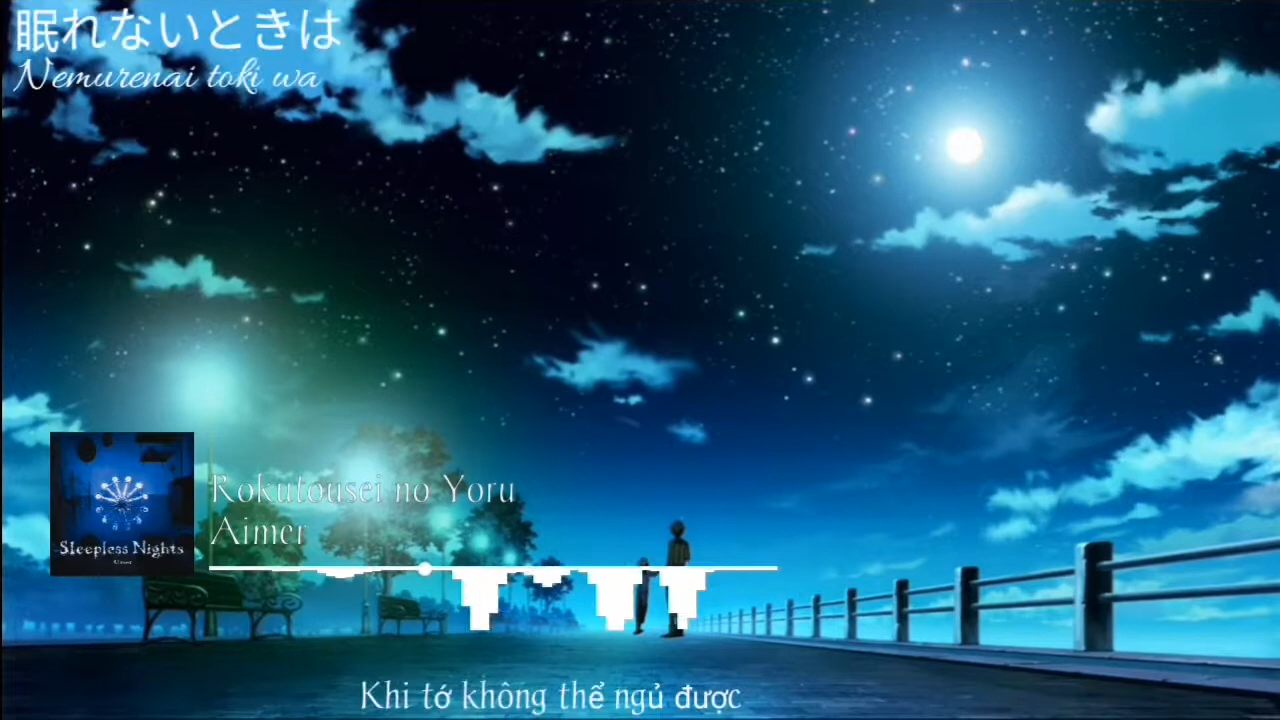 眠れないときは
Nemurenai toki wa
Rokutousei no Yoru
Aimer
Sleepless Nights
Aimer
Khi tớ không thể ngủ được